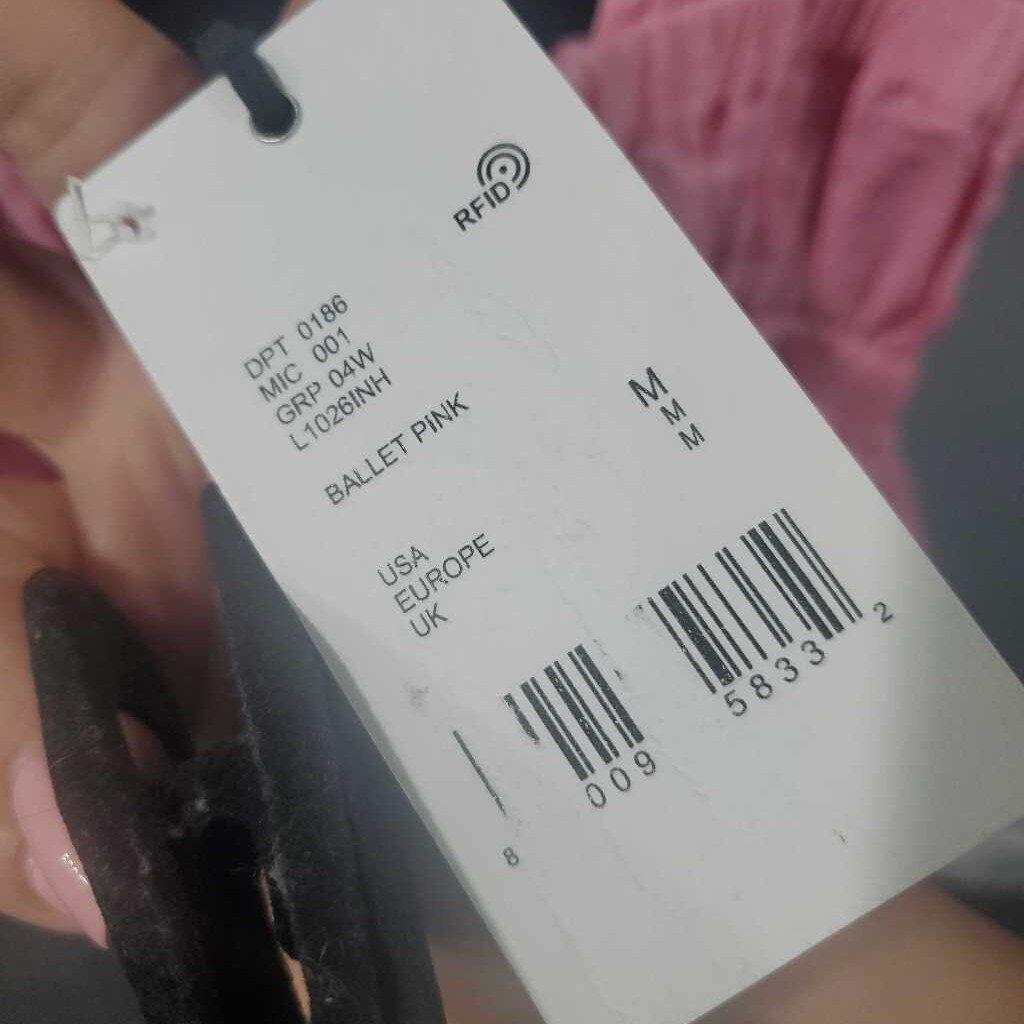 RFID
DPT 0186
MIC 001
GRP 04W
L1026INH
BALLET PINK
USA M
EUROPE M
UK M
8 009 5833 2